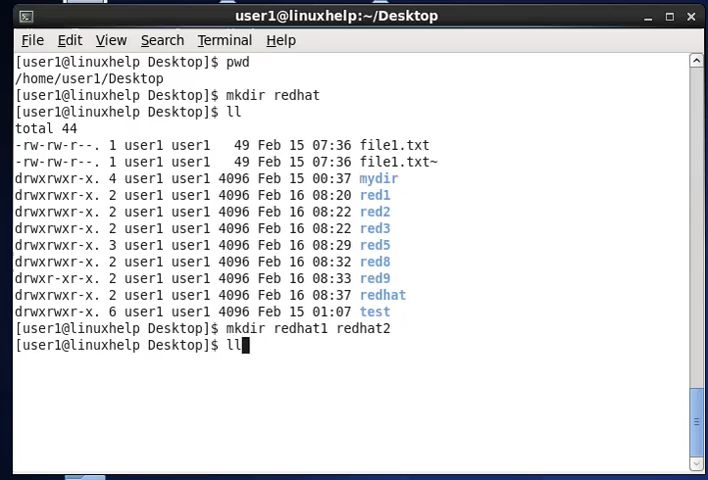 user1@linuxhelp:~/Desktop
File Edit View Search Terminal Help
[user1@linuxhelp Desktop]$ pwd
/home/user1/Desktop
[user1@linuxhelp Desktop]$ mkdir redhat
[user1@linuxhelp Desktop]$ ll
total 44
-rw-rw-r--. 1 user1 user1   49 Feb 15 07:36 file1.txt
-rw-rw-r--. 1 user1 user1   49 Feb 15 07:36 file1.txt~
drwxrwxr-x. 4 user1 user1 4096 Feb 15 00:37 mydir
drwxrwxr-x. 2 user1 user1 4096 Feb 16 08:20 red1
drwxrwxr-x. 2 user1 user1 4096 Feb 16 08:22 red2
drwxrwxr-x. 2 user1 user1 4096 Feb 16 08:22 red3
drwxrwxr-x. 3 user1 user1 4096 Feb 16 08:29 red5
drwxrwxr-x. 2 user1 user1 4096 Feb 16 08:32 red8
drwxr-xr-x. 2 user1 user1 4096 Feb 16 08:33 red9
drwxrwxr-x. 2 user1 user1 4096 Feb 16 08:37 redhat
drwxrwxr-x. 6 user1 user1 4096 Feb 15 01:07 test
[user1@linuxhelp Desktop]$ mkdir redhat1 redhat2
[user1@linuxhelp Desktop]$ ll